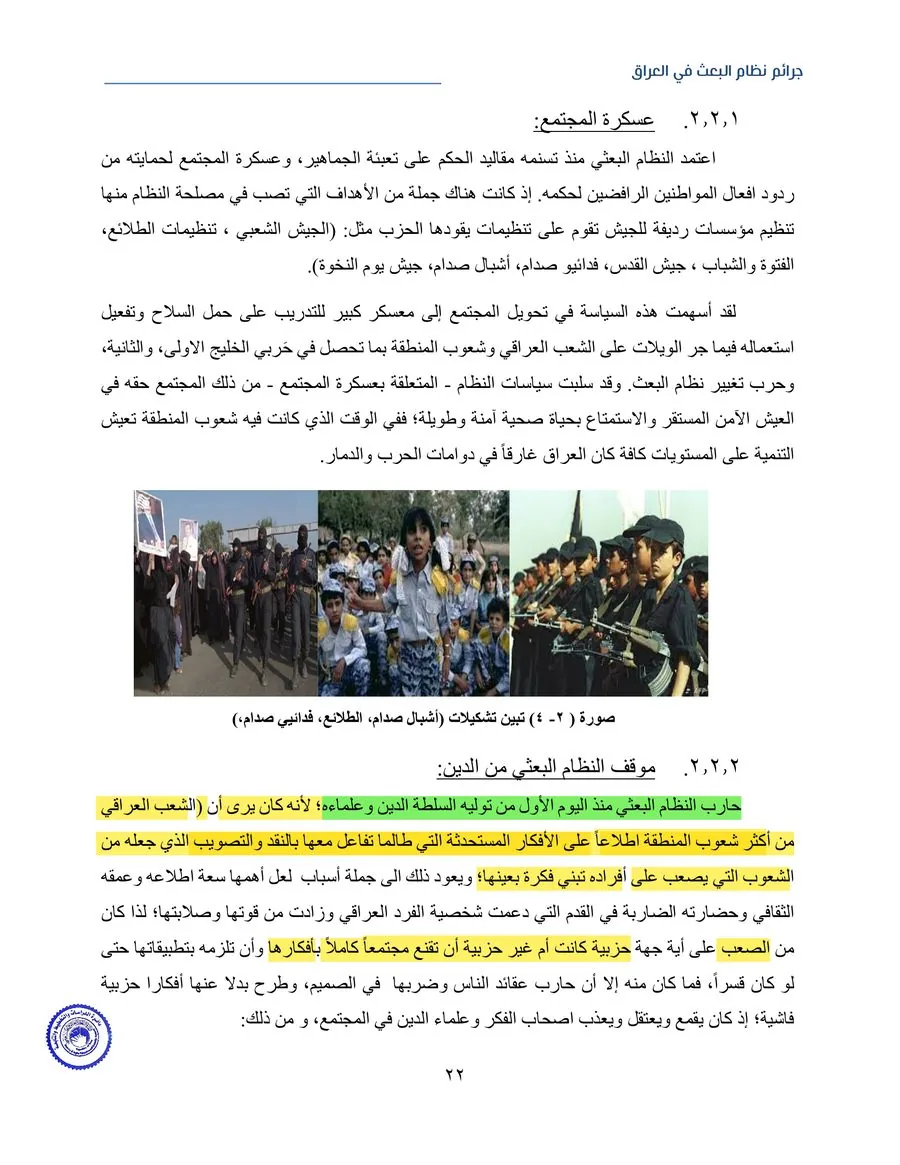 جرائم نظام البعث في العراق
٢,٢,١. عسكرة المجتمع:
اعتمد النظام البعثي منذ تسنمه مقاليد الحكم على تعبئة الجماهير، وعسكرة المجتمع لحمايته من
ردود افعال المواطنين الرافضين لحكمه. إذ كانت هناك جملة من الأهداف التي تصب في مصلحة النظام منها
تنظيم مؤسسات رديفة للجيش تقوم على تنظيمات يقودها الحزب مثل: (الجيش الشعبي ، تنظيمات الطلائع،
الفتوة والشباب ، جيش القدس، فدائيو صدام، أشبال صدام، جيش يوم النخوة).
لقد أسهمت هذه السياسة في تحويل المجتمع إلى معسكر كبير للتدريب على حمل السلاح وتفعيل
استعماله فيما جر الويلات على الشعب العراقي وشعوب المنطقة بما تحصل في حَربي الخليج الاولى، والثانية،
وحرب تغيير نظام البعث. وقد سلبت سياسات النظام - المتعلقة بعسكرة المجتمع - من ذلك المجتمع حقه في
العيش الآمن المستقر والاستمتاع بحياة صحية آمنة وطويلة؛ ففي الوقت الذي كانت فيه شعوب المنطقة تعيش
التنمية على المستويات كافة كان العراق غارقاً في دوامات الحرب والدمار.
صورة ( ٢- ٤) تبين تشكيلات (أشبال صدام، الطلائع، فدائيي صدام،)
٢,٢,٢. موقف النظام البعثي من الدين:
حارب النظام البعثي منذ اليوم الأول من توليه السلطة الدين وعلماءه؛ لأنه كان يرى أن (الشعب العراقي
من أكثر شعوب المنطقة اطلاعاً على الأفكار المستحدثة التي طالما تفاعل معها بالنقد والتصويب الذي جعله من
الشعوب التي يصعب على أفراده تبني فكرة بعينها؛ ويعود ذلك الى جملة أسباب لعل أهمها سعة اطلاعه وعمقه
الثقافي وحضارته الضاربة في القدم التي دعمت شخصية الفرد العراقي وزادت من قوتها وصلابتها؛ لذا كان
من الصعب على أية جهة حزبية كانت أم غير حزبية أن تقنع مجتمعاً كاملاً بأفكارها وأن تلزمه بتطبيقاتها حتى
لو كان قسراً، فما كان منه إلا أن حارب عقائد الناس وضربها في الصميم، وطرح بدلا عنها أفكارا حزبية
فاشية؛ إذ كان يقمع ويعتقل ويعذب اصحاب الفكر وعلماء الدين في المجتمع، و من ذلك:
٢٢